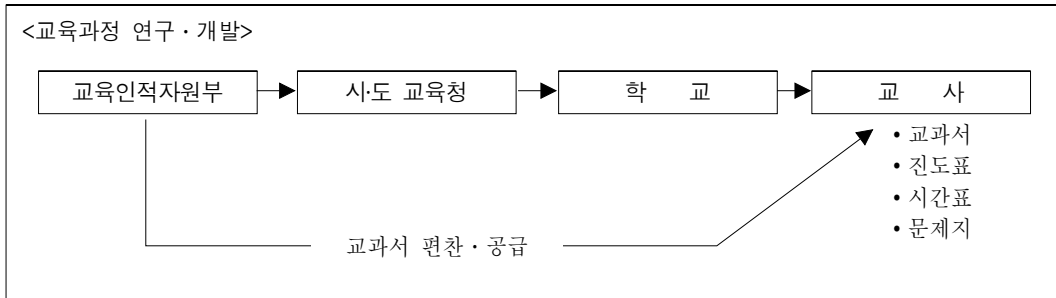 <교육과정 연구・개발>
교육인적자원부
시·도 교육청
학 교
교 사
• 교과서
• 진도표
• 시간표
• 문제지
교과서 편찬・공급